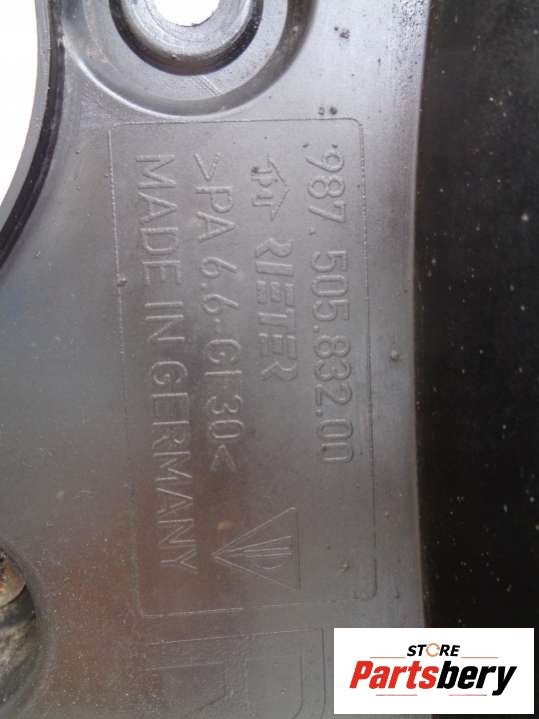 987.505.832.00
RIETER
>PA 6.6-GF30<
MADE IN GERMANY
R
STORE
Partsbery